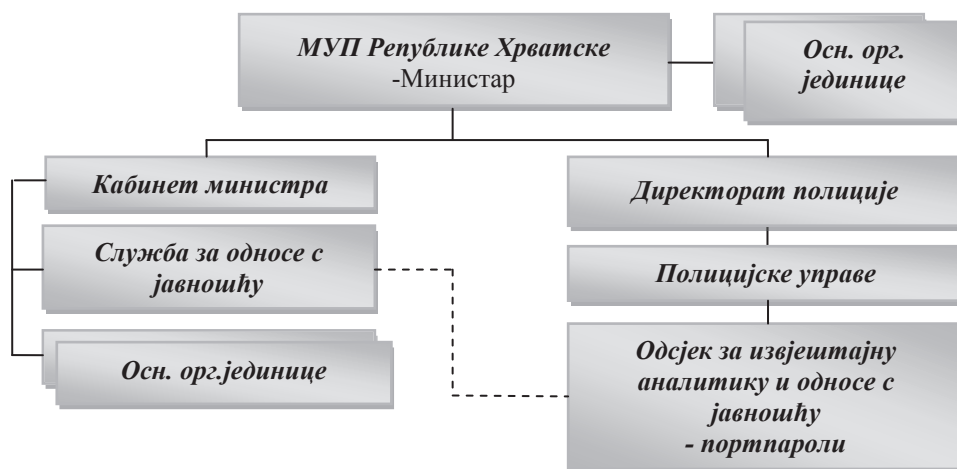 МУП Републике Хрватске
-Министар
Осн. орг.
јединице
Кабинет министра
Директорат полиције
Служба за односе с
јавношћу
Полицијске управе
Осн. орг.јединице
Одсјек за извјештајну
аналитику и односе с
јавношћу
- портпароли